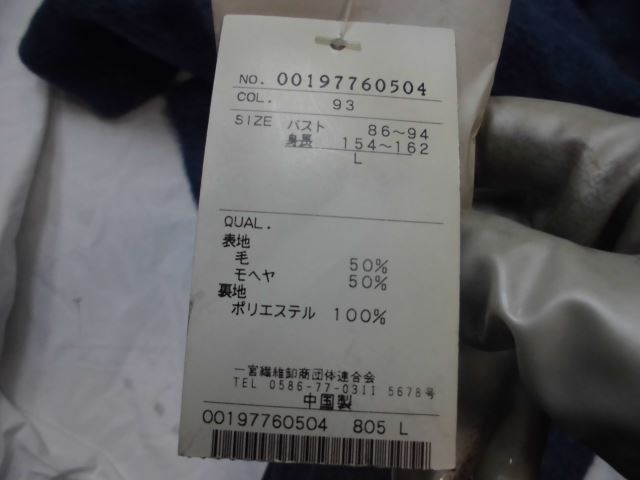 NO. 00197760504
COL. 93
SIZE バスト 86～94
身長 154～162
L
QUAL.
表地
毛 50%
モヘヤ 50%
裏地
ポリエステル 100%
一宮繊維卸商団体連合会
TEL 0586-77-0311 5678号
中国製
00197760504 805 L